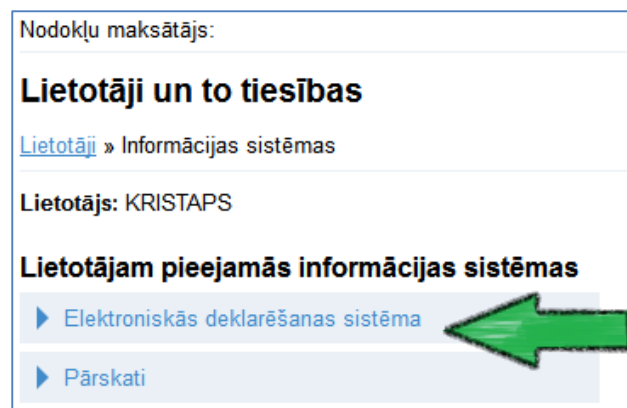 Nodokļu maksātājs:
Lietotāji un to tiesības
Lietotāji » Informācijas sistēmas
Lietotājs: KRISTAPS
Lietotājam pieejamās informācijas sistēmas
Elektroniskās deklarēšanas sistēma
Pārskati